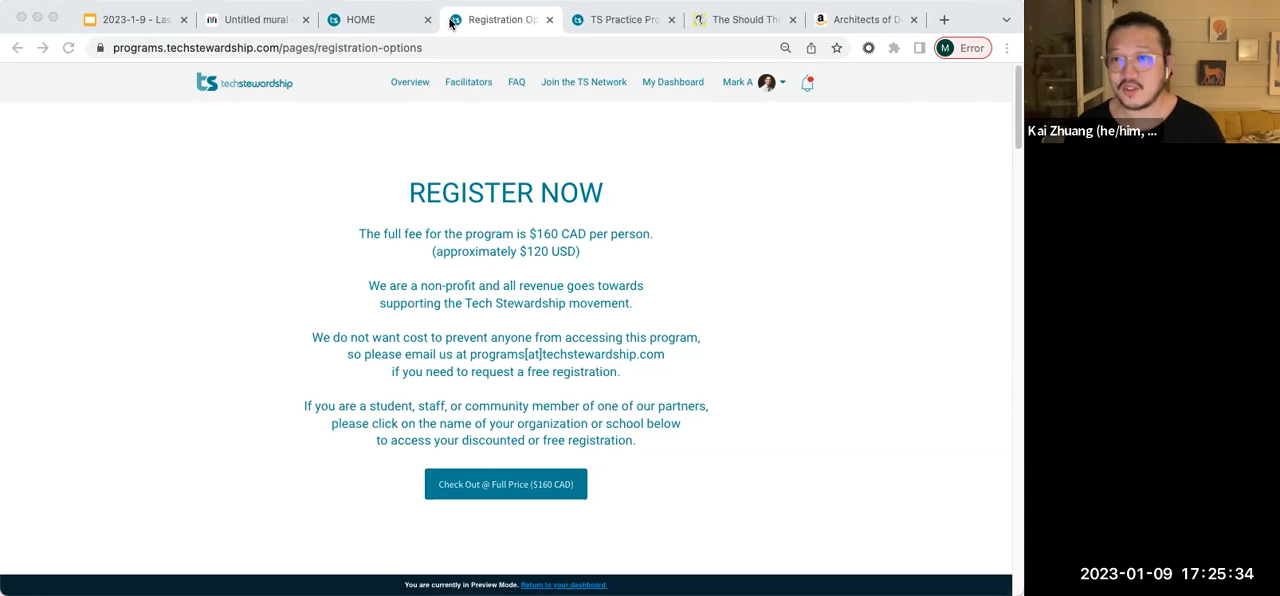 2023-1-9 - Las
Untitled mural
HOME
Registration Op
TS Practice Pro
The Should Thi
Architects of D
programs.techstewardship.com/pages/registration-options
M Error
ts techstewardship
Overview Facilitators FAQ Join the TS Network My Dashboard Mark A
REGISTER NOW
The full fee for the program is $160 CAD per person.
(approximately $120 USD)
We are a non-profit and all revenue goes towards
supporting the Tech Stewardship movement.
We do not want cost to prevent anyone from accessing this program,
so please email us at programs[at]techstewardship.com
if you need to request a free registration.
If you are a student, staff, or community member of one of our partners,
please click on the name of your organization or school below
to access your discounted or free registration.
Check Out @ Full Price ($160 CAD)
You are currently in Preview Mode. Return to your dashboard.
Kai Zhuang (he/him, ...
2023-01-09 17:25:34